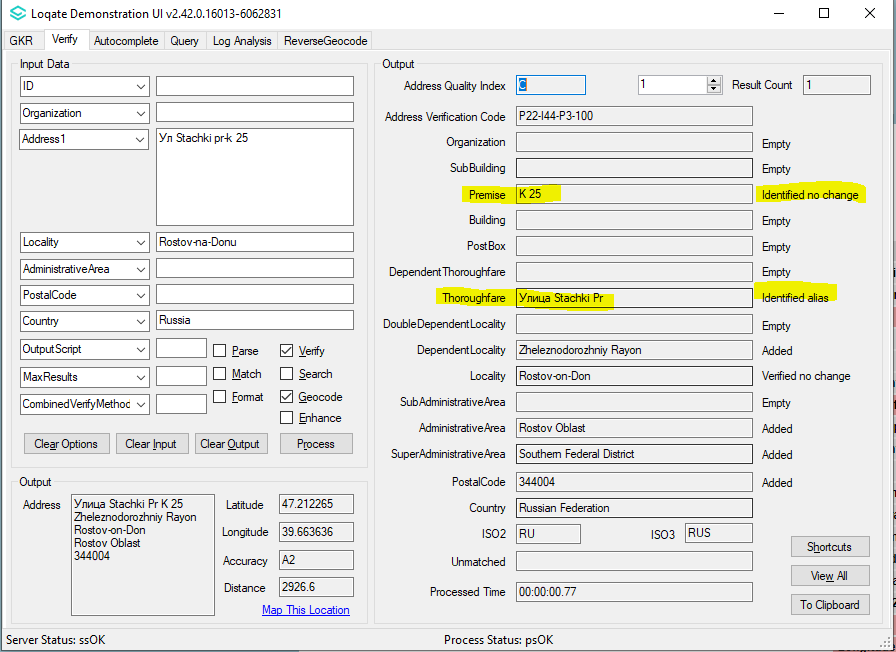 Loqate Demonstration UI v2.42.0.16013-6062831
GKR Verify Autocomplete Query Log Analysis ReverseGeocode
Input Data
ID
Organization
Address1 Ул Stachki pr-k 25
Locality Rostov-na-Donu
AdministrativeArea
PostalCode
Country Russia
OutputScript Parse Verify
MaxResults Match Search
CombinedVerifyMethod Format Geocode
Enhance
Clear Options Clear Input Clear Output Process
Output
Address Улица Stachki Pr K 25
Zheleznodorozhniy Rayon
Rostov-on-Don
Rostov Oblast
344004
Latitude 47.212265
Longitude 39.663636
Accuracy A2
Distance 2926.6
Map This Location
Output
Address Quality Index C 1 Result Count 1
Address Verification Code P22-I44-P3-100
Organization Empty
SubBuilding Empty
Premise K 25 Identified no change
Building Empty
PostBox Empty
DependentThoroughfare Empty
Thoroughfare Улица Stachki Pr Identified alias
DoubleDependentLocality Empty
DependentLocality Zheleznodorozhniy Rayon Added
Locality Rostov-on-Don Verified no change
SubAdministrativeArea Empty
AdministrativeArea Rostov Oblast Added
SuperAdministrativeArea Southern Federal District Added
PostalCode 344004 Added
Country Russian Federation
ISO2 RU ISO3 RUS
Unmatched
Processed Time 00:00:00.77
Shortcuts
View All
To Clipboard
Server Status: ssOK Process Status: psOK